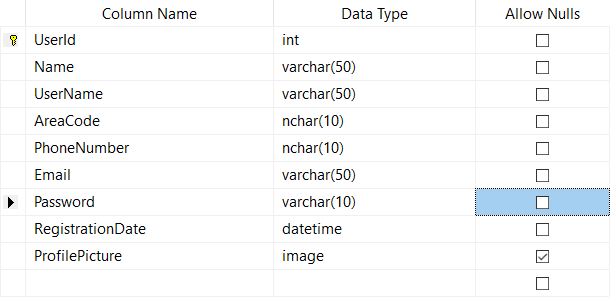 Column Name Data Type Allow Nulls
UserId int
Name varchar(50)
UserName varchar(50)
AreaCode nchar(10)
PhoneNumber nchar(10)
Email varchar(50)
Password varchar(10)
RegistrationDate datetime
ProfilePicture image